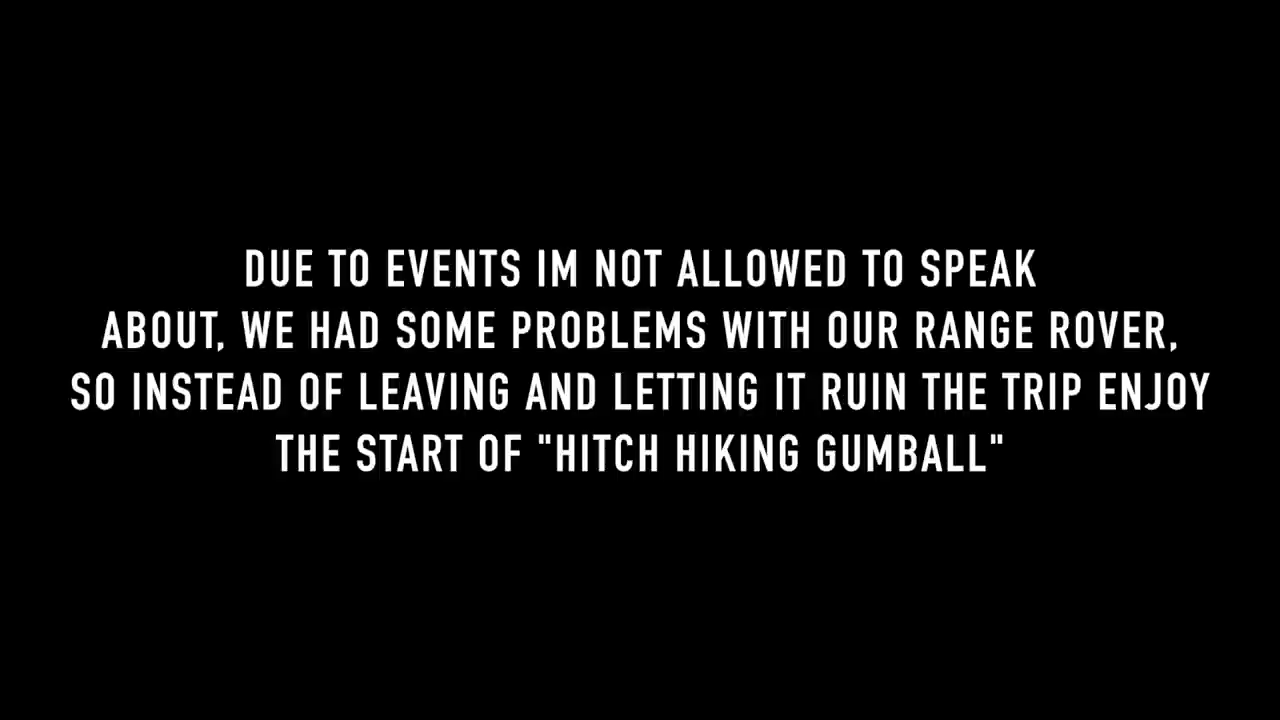 DUE TO EVENTS IM NOT ALLOWED TO SPEAK
ABOUT, WE HAD SOME PROBLEMS WITH OUR RANGE ROVER,
SO INSTEAD OF LEAVING AND LETTING IT RUIN THE TRIP ENJOY
THE START OF "HITCH HIKING GUMBALL"